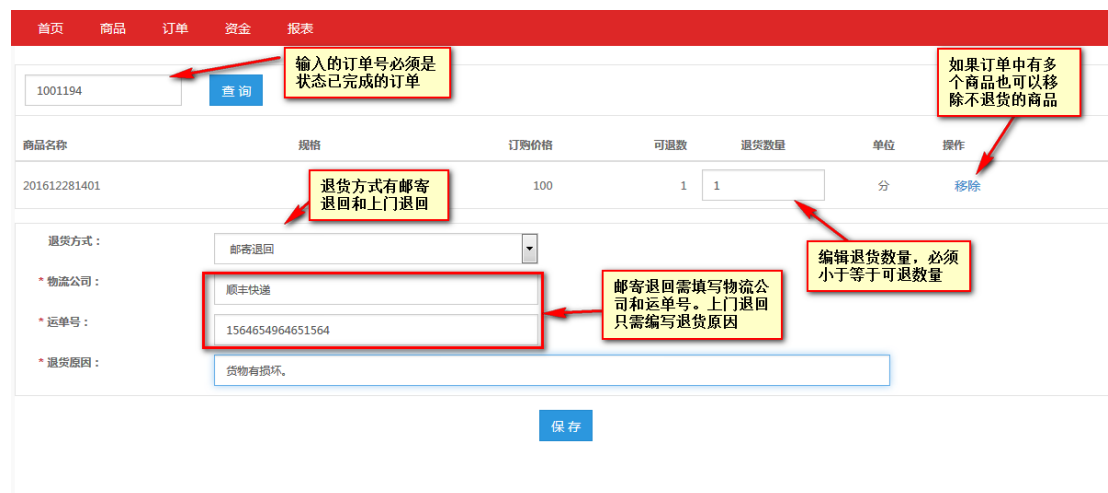 首页 商品 订单 资金 报表
输入的订单号必须是
状态已完成的订单
如果订单中有多
个商品也可以移
除不退货的商品
1001194 查 询
商品名称 规格 订购价格 可退数 退货数量 单位 操作
201612281401 100 1 1 分 移除
退货方式有邮寄
退回和上门退回
编辑退货数量，必须
小于等于可退数量
退货方式： 邮寄退回
* 物流公司： 顺丰快递
邮寄退回需填写物流公
司和运单号。上门退回
只需编写退货原因
* 运单号： 1564654964651564
* 退货原因： 货物有损坏。
保 存